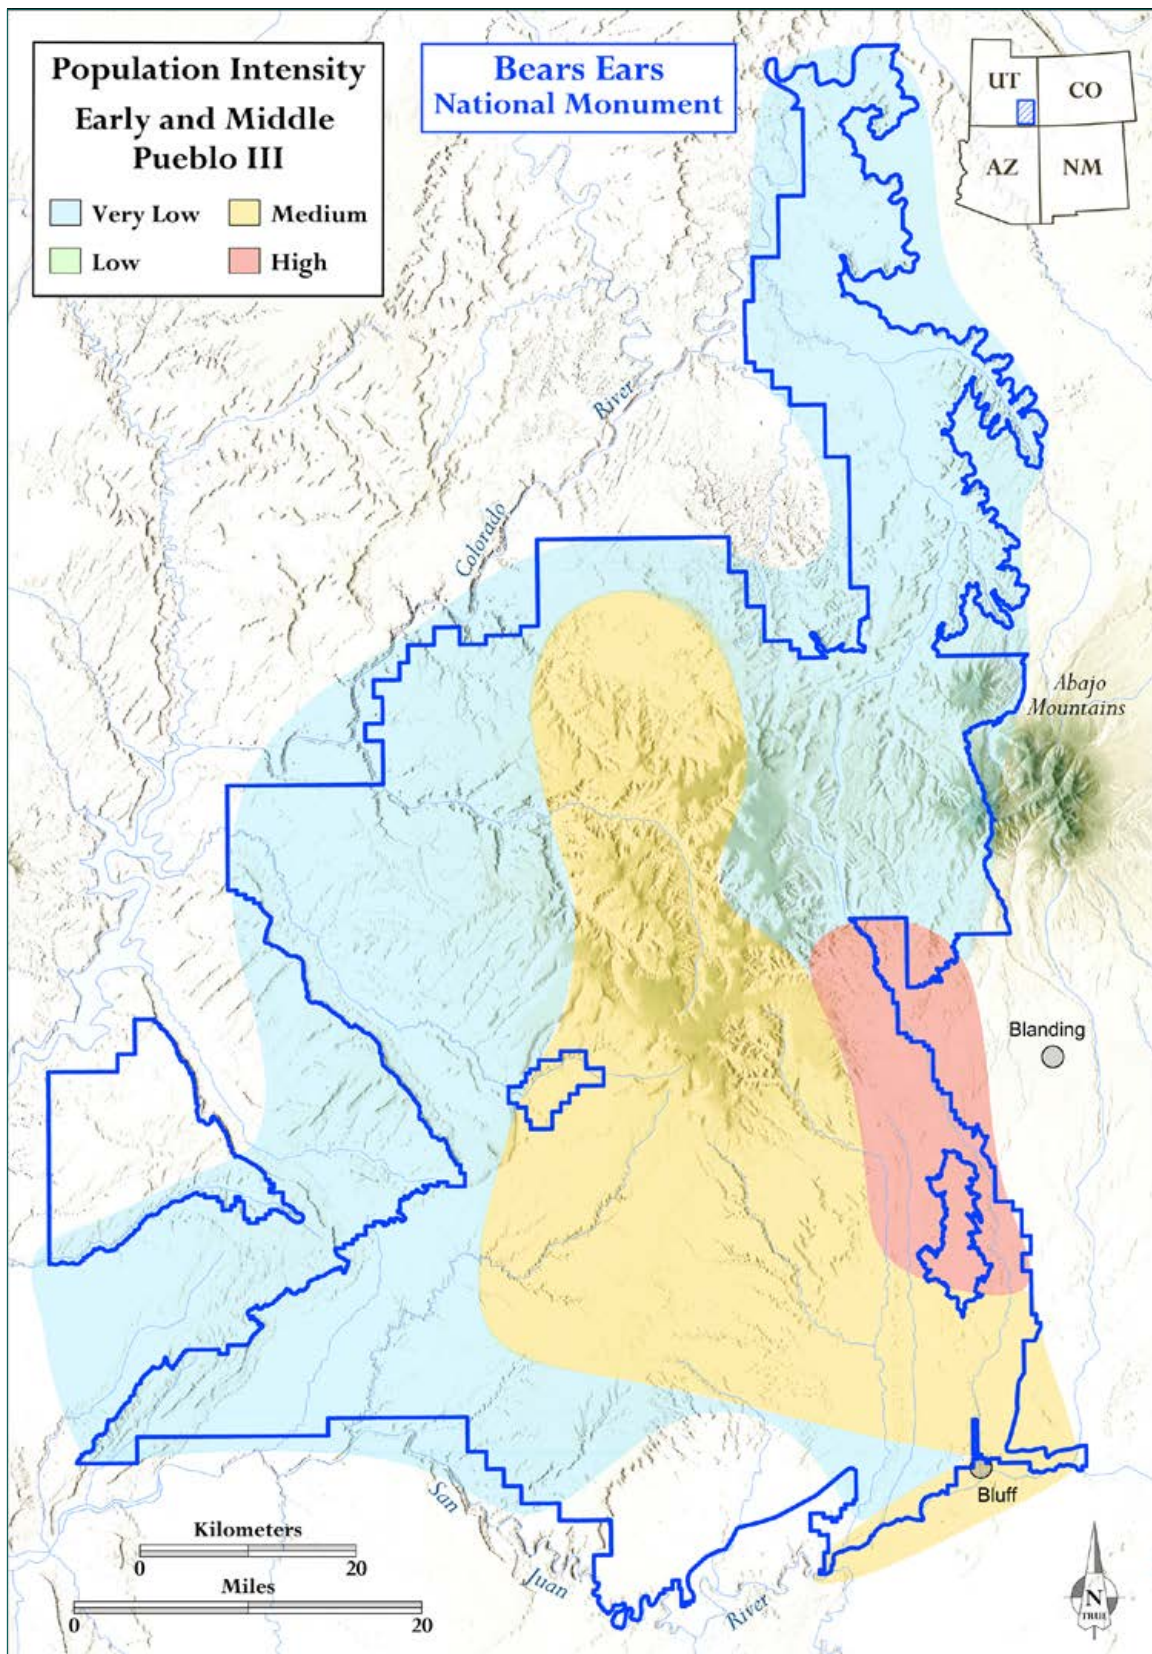 Population Intensity
Early and Middle
Pueblo III
Very Low
Medium
Low
High
Bears Ears
National Monument
UT
CO
AZ
NM
River
Colorado
Abajo
Mountains
Blanding
Bluff
San
Juan
River
Kilometers
0
20
Miles
0
20
N
TRUE